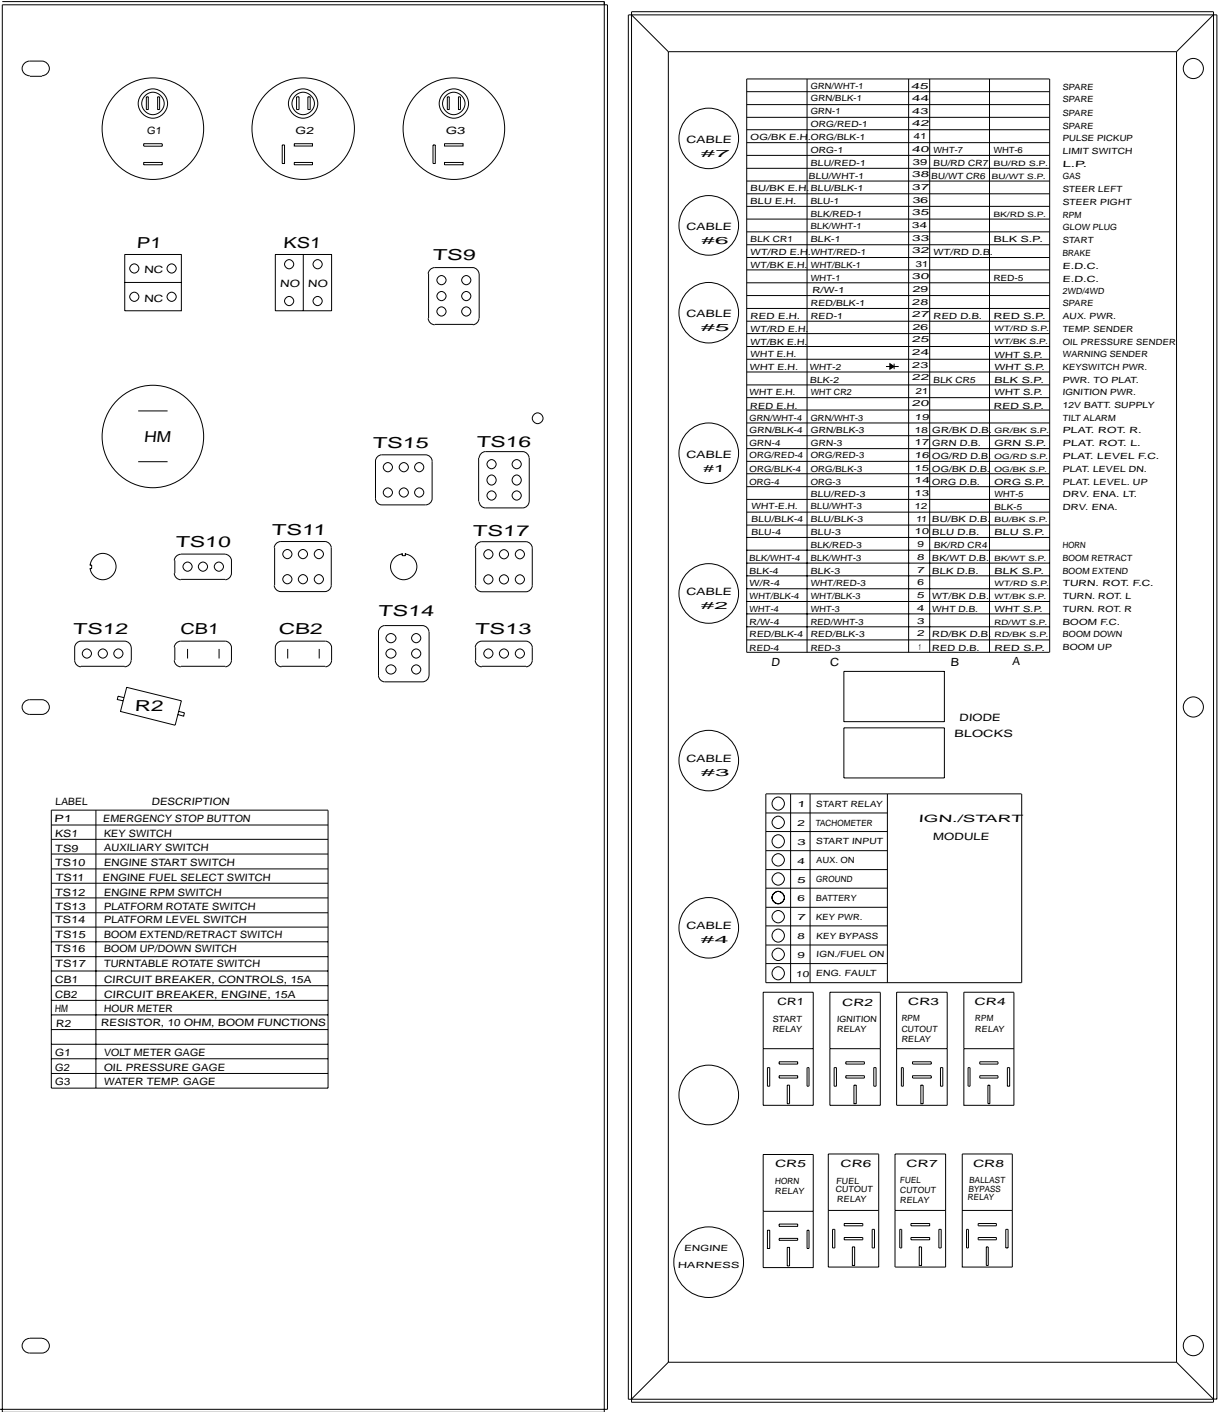 G1 G2 G3
P1 KS1 TS9
NC NO NO
NC
HM
TS15 TS16
TS10 TS11 TS17
TS14
TS12 CB1 CB2 TS13
R2
LABEL DESCRIPTION
P1 EMERGENCY STOP BUTTON
KS1 KEY SWITCH
TS9 AUXILIARY SWITCH
TS10 ENGINE START SWITCH
TS11 ENGINE FUEL SELECT SWITCH
TS12 ENGINE RPM SWITCH
TS13 PLATFORM ROTATE SWITCH
TS14 PLATFORM LEVEL SWITCH
TS15 BOOM EXTEND/RETRACT SWITCH
TS16 BOOM UP/DOWN SWITCH
TS17 TURNTABLE ROTATE SWITCH
CB1 CIRCUIT BREAKER, CONTROLS, 15A
CB2 CIRCUIT BREAKER, ENGINE, 15A
HM HOUR METER
R2 RESISTOR, 10 OHM, BOOM FUNCTIONS
G1 VOLT METER GAGE
G2 OIL PRESSURE GAGE
G3 WATER TEMP. GAGE
CABLE #7
CABLE #6
CABLE #5
CABLE #1
CABLE #2
CABLE #3
CABLE #4
ENGINE HARNESS
GRN/WHT-1 45 SPARE
GRN/BLK-1 44 SPARE
GRN-1 43 SPARE
ORG/RED-1 42 SPARE
OG/BK E.H. ORG/BLK-1 41 PULSE PICKUP
ORG-1 40 WHT-7 WHT-6 LIMIT SWITCH
BLU/RED-1 39 BU/RD CR7 BU/RD S.P. L.P.
BLU/WHT-1 38 BU/WT CR6 BU/WT S.P. GAS
BU/BK E.H. BLU/BLK-1 37 STEER LEFT
BLU E.H. BLU-1 36 STEER PIGHT
BLK/RED-1 35 BK/RD S.P. RPM
BLK/WHT-1 34 GLOW PLUG
BLK CR1 BLK-1 33 BLK S.P. START
WT/RD E.H. WHT/RED-1 32 WT/RD D.B. BRAKE
WT/BK E.H. WHT/BLK-1 31 E.D.C.
WHT-1 30 RED-5 E.D.C.
R/W-1 29 2WD/4WD
RED/BLK-1 28 SPARE
RED E.H. RED-1 27 RED D.B. RED S.P. AUX. PWR.
WT/RD E.H. 26 WT/RD S.P. TEMP. SENDER
WT/BK E.H. 25 WT/BK S.P. OIL PRESSURE SENDER
WHT E.H. 24 WHT S.P. WARNING SENDER
WHT E.H. WHT-2 23 WHT S.P. KEYSWITCH PWR.
BLK-2 22 BLK CR5 BLK S.P. PWR. TO PLAT.
WHT E.H. WHT CR2 21 WHT S.P. IGNITION PWR.
RED E.H. 20 RED S.P. 12V BATT. SUPPLY
GRN/WHT-4 GRN/WHT-3 19 TILT ALARM
GRN/BLK-4 GRN/BLK-3 18 GR/BK D.B. GR/BK S.P. PLAT. ROT. R.
GRN-4 GRN-3 17 GRN D.B. GRN S.P. PLAT. ROT. L.
ORG/RED-4 ORG/RED-3 16 OG/RD D.B. OG/RD S.P. PLAT. LEVEL F.C.
ORG/BLK-4 ORG/BLK-3 15 OG/BK D.B. OG/BK S.P. PLAT. LEVEL DN.
ORG-4 ORG-3 14 ORG D.B. ORG S.P. PLAT. LEVEL. UP
BLU/RED-3 13 WHT-5 DRV. ENA. LT.
WHT-E.H. BLU/WHT-3 12 BLK-5 DRV. ENA.
BLU/BLK-4 BLU/BLK-3 11 BU/BK D.B. BU/BK S.P.
BLU-4 BLU-3 10 BLU D.B. BLU S.P.
BLK/RED-3 9 BK/RD CR4 HORN
BLK/WHT-4 BLK/WHT-3 8 BK/WT D.B. BK/WT S.P. BOOM RETRACT
BLK-4 BLK-3 7 BLK D.B. BLK S.P. BOOM EXTEND
W/R-4 WHT/RED-3 6 WT/RD S.P. TURN. ROT. F.C.
WHT/BLK-4 WHT/BLK-3 5 WT/BK D.B. WT/BK S.P. TURN. ROT. L
WHT-4 WHT-3 4 WHT D.B. WHT S.P. TURN. ROT. R
R/W-4 RED/WHT-3 3 RD/WT S.P. BOOM F.C.
RED/BLK-4 RED/BLK-3 2 RD/BK D.B. RD/BK S.P. BOOM DOWN
RED-4 RED-3 1 RED D.B. RED S.P. BOOM UP
D C B A
DIODE
BLOCKS
1 START RELAY
2 TACHOMETER
3 START INPUT
4 AUX. ON
5 GROUND
6 BATTERY
7 KEY PWR.
8 KEY BYPASS
9 IGN./FUEL ON
10 ENG. FAULT
IGN./START
MODULE
CR1 CR2 CR3 CR4
START RELAY
IGNITION RELAY
RPM CUTOUT RELAY
RPM RELAY
CR5 CR6 CR7 CR8
HORN RELAY
FUEL CUTOUT RELAY
FUEL CUTOUT RELAY
BALLAST BYPASS RELAY